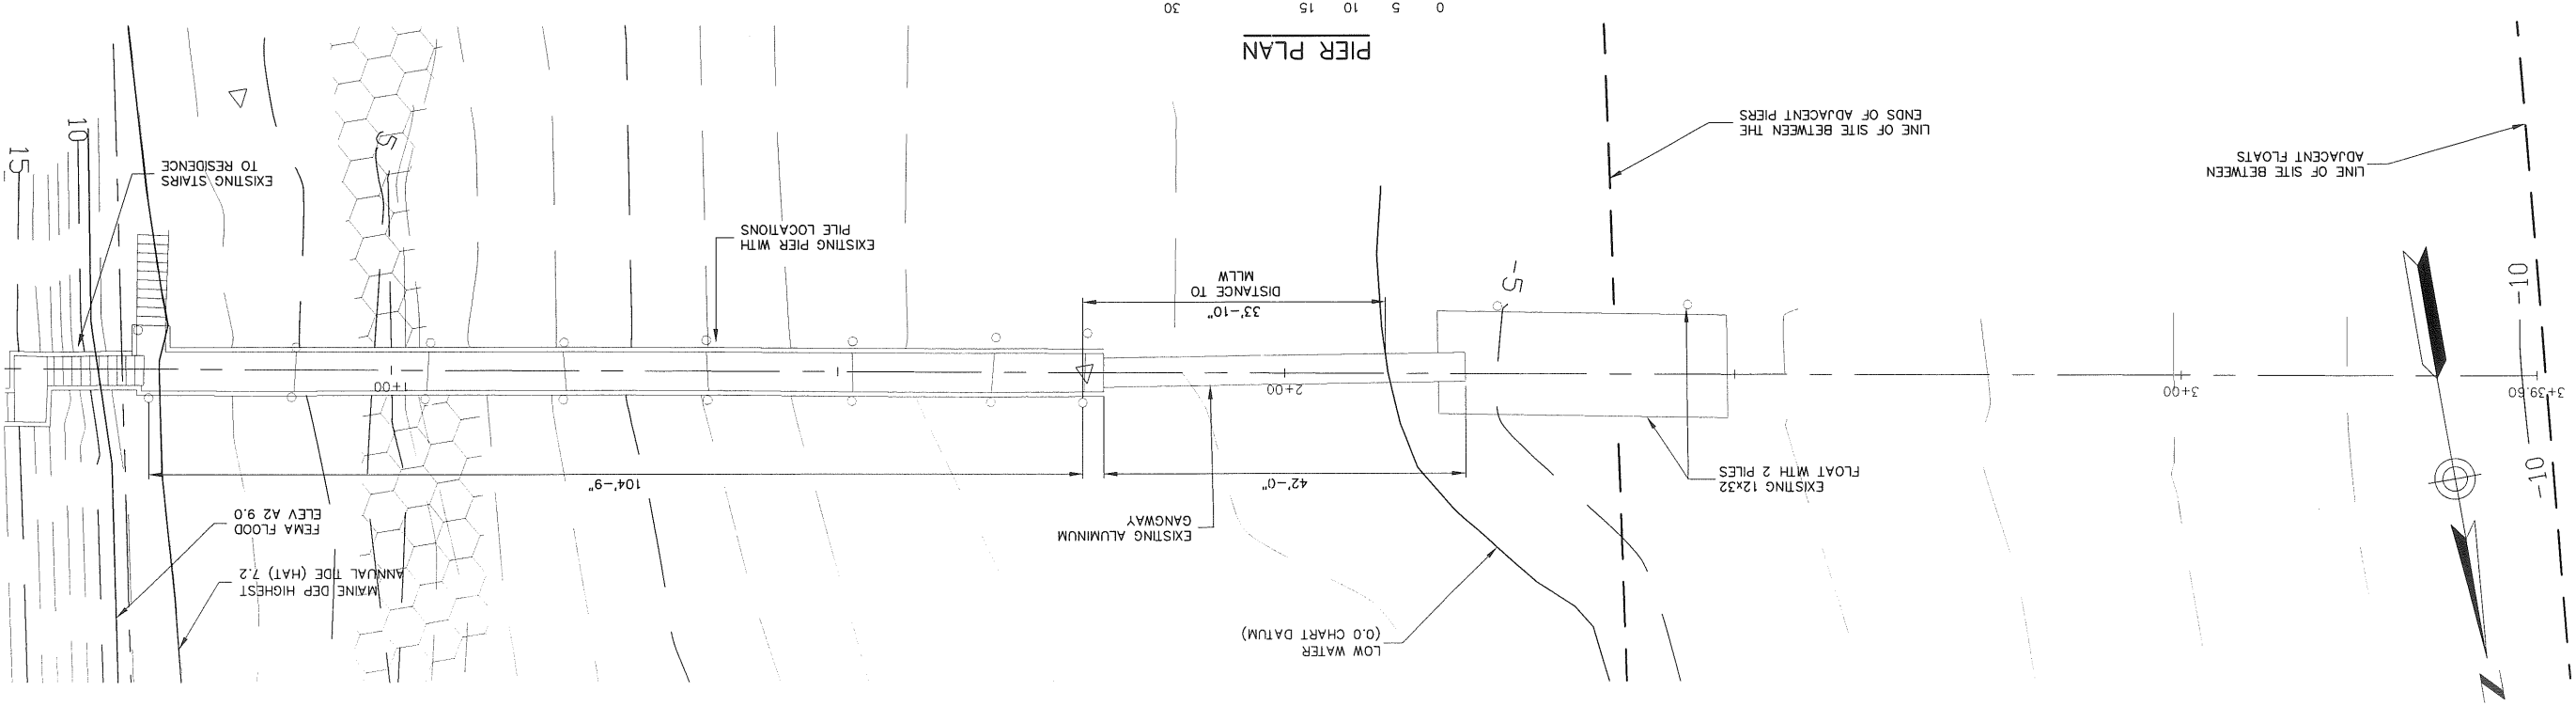 PIER PLAN
0 5 10 15 30
LOW WATER
(0.0 CHART DATUM)
MAINE DEP HIGHEST
ANNUAL TIDE (HAT) 7.2
FEMA FLOOD
ELEV A2 9.0
EXISTING ALUMINUM
GANGWAY
EXISTING 12x32
FLOAT WITH 2 PILES
42'-0"
104'-9"
3+39.60
3+00
2+00
1+00
33'-10"
DISTANCE TO
MLLW
EXISTING PIER WITH
PILE LOCATIONS
EXISTING STAIRS
TO RESIDENCE
LINE OF SITE BETWEEN
ADJACENT FLOATS
LINE OF SITE BETWEEN THE
ENDS OF ADJACENT PIERS
N
-10
-10
-5
5
10
15